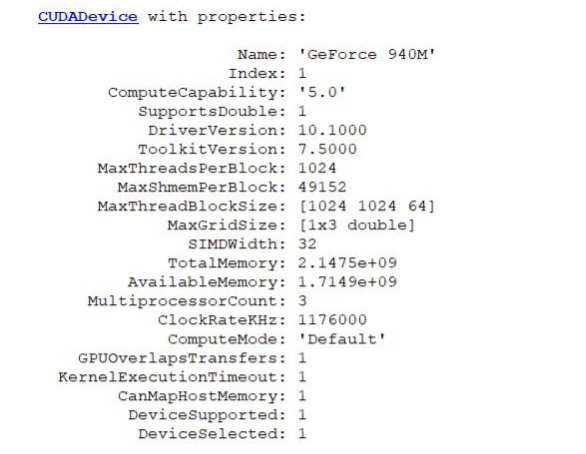 CUDADevice with properties:
Name: 'GeForce 940M'
Index: 1
ComputeCapability: '5.0'
SupportsDouble: 1
DriverVersion: 10.1000
ToolkitVersion: 7.5000
MaxThreadsPerBlock: 1024
MaxShmemPerBlock: 49152
MaxThreadBlockSize: [1024 1024 64]
MaxGridSize: [1x3 double]
SIMDWidth: 32
TotalMemory: 2.1475e+09
AvailableMemory: 1.7149e+09
MultiprocessorCount: 3
ClockRateKHz: 1176000
ComputeMode: 'Default'
GPUOverlapsTransfers: 1
KernelExecutionTimeout: 1
CanMapHostMemory: 1
DeviceSupported: 1
DeviceSelected: 1